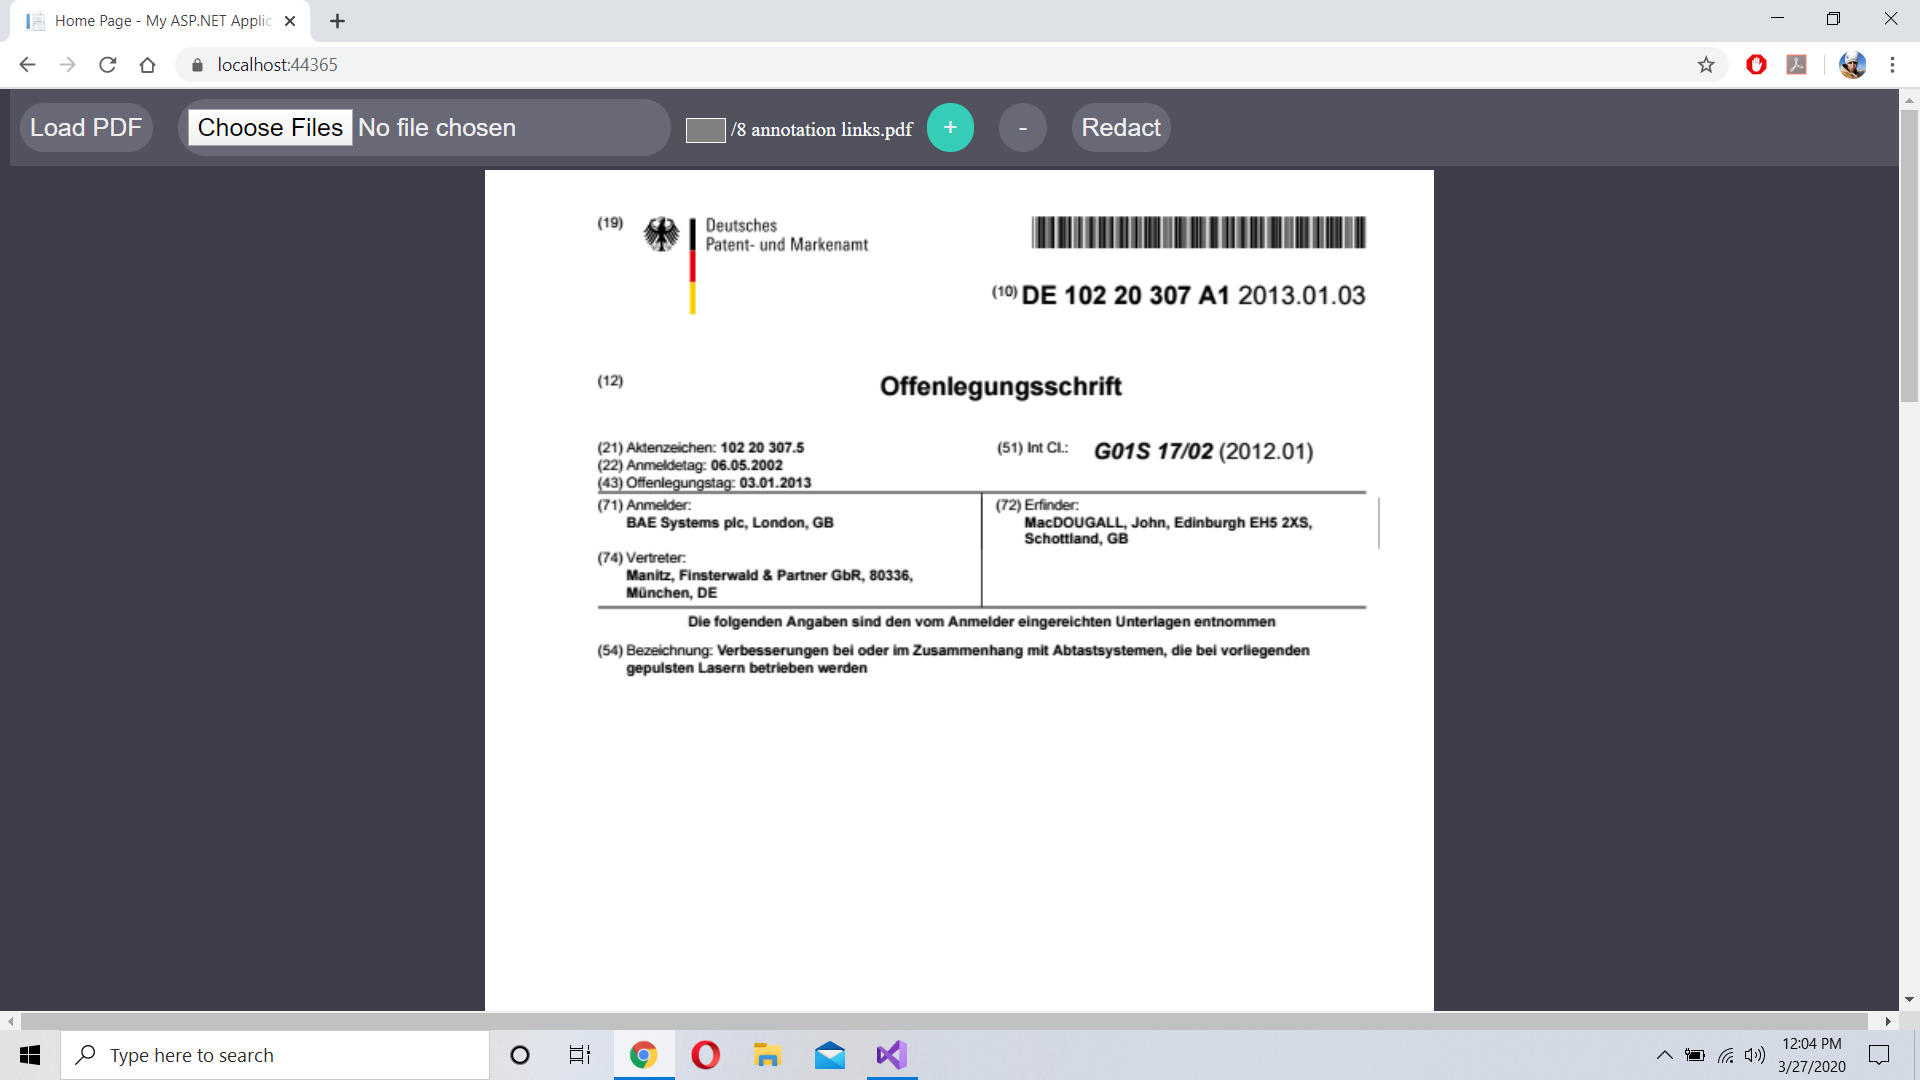 Home Page - My ASP.NET Applic
localhost:44365
Load PDF
Choose Files No file chosen
/8 annotation links.pdf
+
-
Redact
(19)
Deutsches
Patent- und Markenamt
(10) DE 102 20 307 A1 2013.01.03
(12)
Offenlegungsschrift
(21) Aktenzeichen: 102 20 307.5
(22) Anmeldetag: 06.05.2002
(43) Offenlegungstag: 03.01.2013
(51) Int Cl.: G01S 17/02 (2012.01)
(71) Anmelder:
BAE Systems plc, London, GB
(74) Vertreter:
Manitz, Finsterwald & Partner GbR, 80336,
München, DE
(72) Erfinder:
MacDOUGALL, John, Edinburgh EH5 2XS,
Schottland, GB
Die folgenden Angaben sind den vom Anmelder eingereichten Unterlagen entnommen
(54) Bezeichnung: Verbesserungen bei oder im Zusammenhang mit Abtastsystemen, die bei vorliegenden
gepulsten Lasern betrieben werden
Type here to search
12:04 PM
3/27/2020